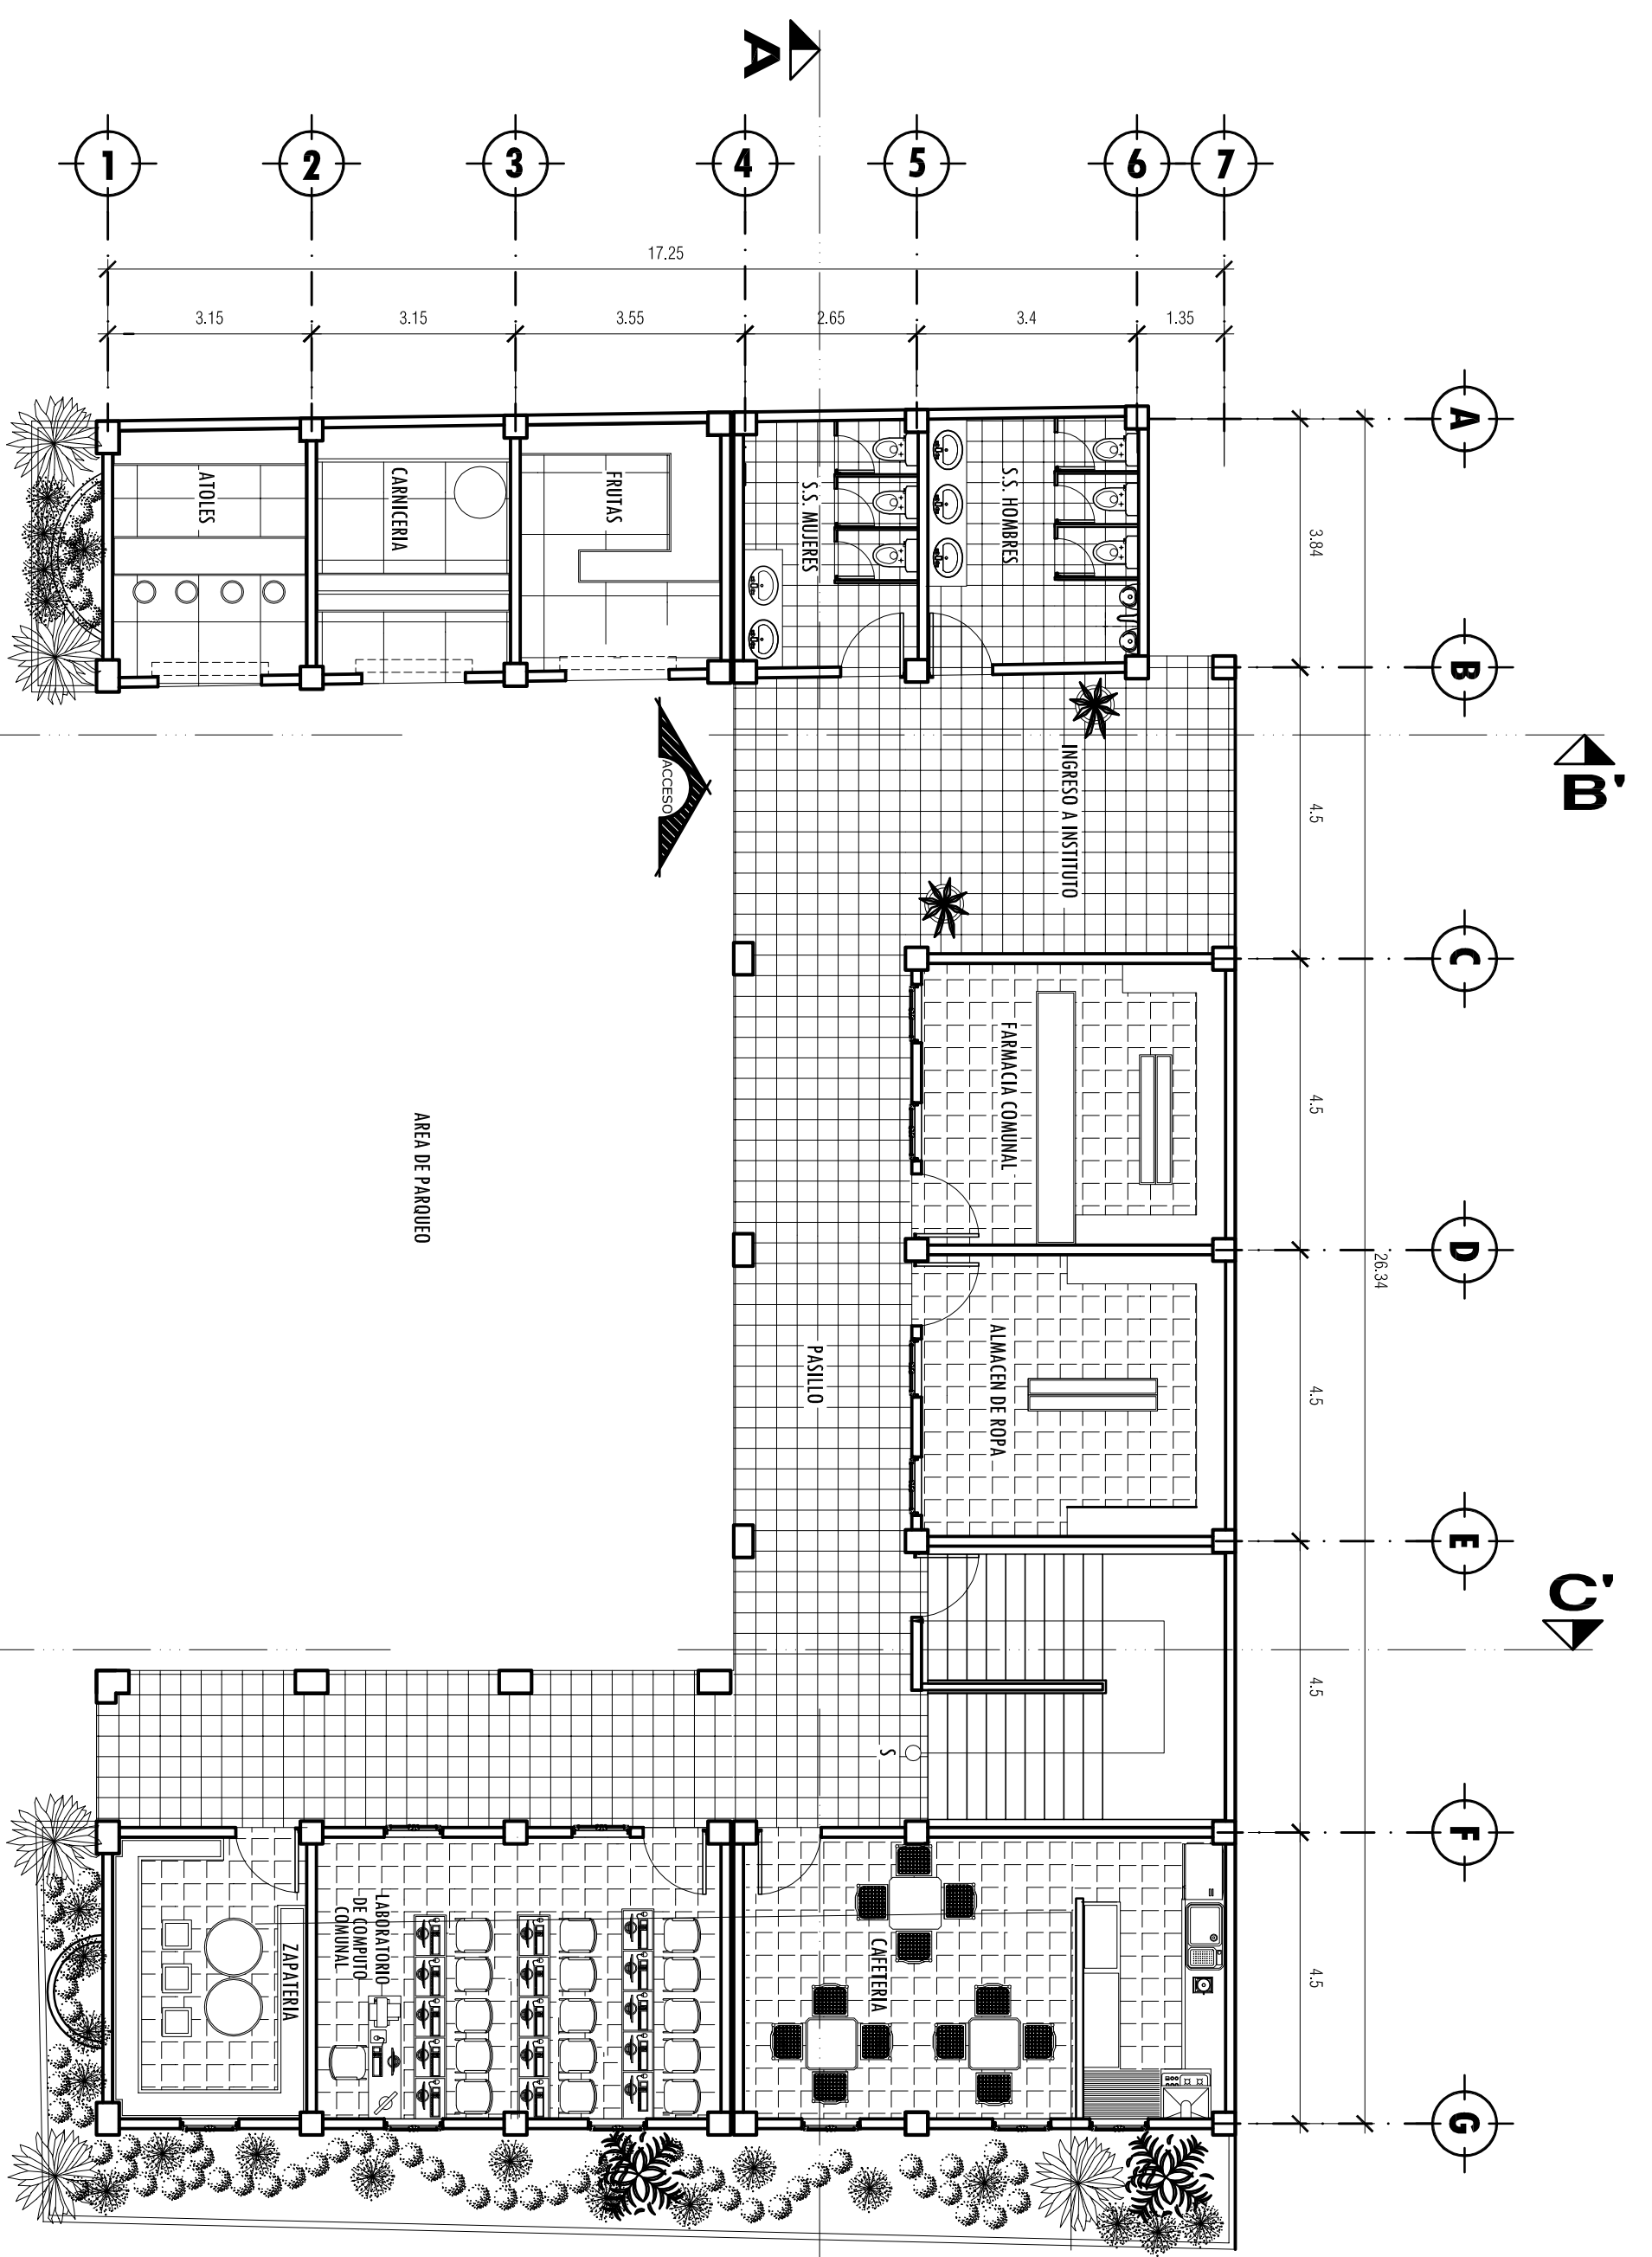 A
1
2
3
4
5
6
7
17.25
3.15
3.15
3.55
2.65
3.4
1.35
A
B
C
D
E
F
G
3.84
4.5
4.5
4.5
4.5
4.5
26.34
B'
C'
ATOLES
CARNICERIA
FRUTAS
S.S. MUJERES
S.S. HOMBRES
ACCESO
INGRESO A INSTITUTO
FARMACIA COMUNAL
AREA DE PARQUEO
ALMACEN DE ROPA
PASILLO
S
ZAPATERIA
LABORATORIO
DE COMPUTO
COMUNAL
CAFETERIA